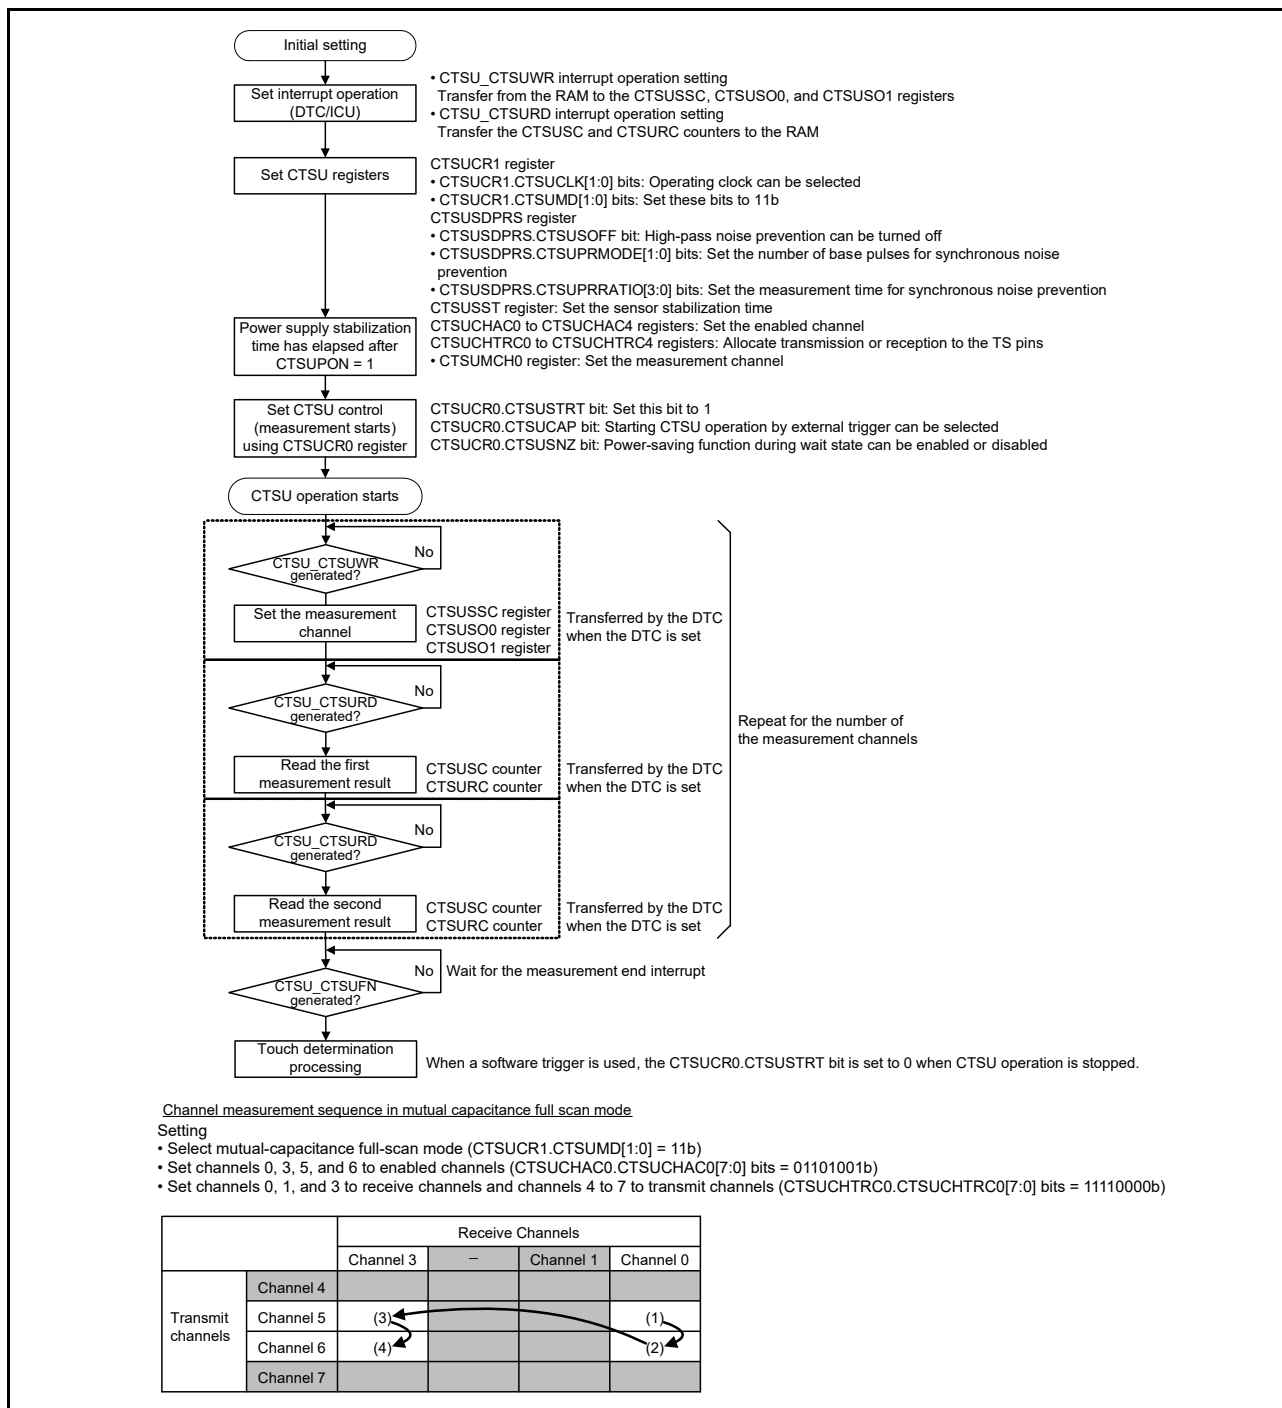 Initial setting
Set interrupt operation
(DTC/ICU)
• CTSU_CTSUWR interrupt operation setting
Transfer from the RAM to the CTSUSSC, CTSUSO0, and CTSUSO1 registers
• CTSU_CTSURD interrupt operation setting
Transfer the CTSUSC and CTSURC counters to the RAM
Set CTSU registers
CTSUCR1 register
• CTSUCR1.CTSUCLK[1:0] bits: Operating clock can be selected
• CTSUCR1.CTSUMD[1:0] bits: Set these bits to 11b
CTSUSDPRS register
• CTSUSDPRS.CTSUSOFF bit: High-pass noise prevention can be turned off
• CTSUSDPRS.CTSUPRMODE[1:0] bits: Set the number of base pulses for synchronous noise
prevention
• CTSUSDPRS.CTSUPRRATIO[3:0] bits: Set the measurement time for synchronous noise prevention
CTSUSST register: Set the sensor stabilization time
CTSUCHAC0 to CTSUCHAC4 registers: Set the enabled channel
CTSUCHTRC0 to CTSUCHTRC4 registers: Allocate transmission or reception to the TS pins
• CTSUMCH0 register: Set the measurement channel
Power supply stabilization
time has elapsed after
CTSUPON = 1
Set CTSU control
(measurement starts)
using CTSUCR0 register
CTSUCR0.CTSUSTRT bit: Set this bit to 1
CTSUCR0.CTSUCAP bit: Starting CTSU operation by external trigger can be selected
CTSUCR0.CTSUSNZ bit: Power-saving function during wait state can be enabled or disabled
CTSU operation starts
No
CTSU_CTSUWR
generated?
Set the measurement
channel
CTSUSSC register
CTSUSO0 register
CTSUSO1 register
Transferred by the DTC
when the DTC is set
No
CTSU_CTSURD
generated?
Repeat for the number of
the measurement channels
Read the first
measurement result
CTSUSC counter
CTSURC counter
Transferred by the DTC
when the DTC is set
No
CTSU_CTSURD
generated?
Read the second
measurement result
CTSUSC counter
CTSURC counter
Transferred by the DTC
when the DTC is set
No
Wait for the measurement end interrupt
CTSU_CTSUFN
generated?
Touch determination
processing
When a software trigger is used, the CTSUCR0.CTSUSTRT bit is set to 0 when CTSU operation is stopped.
Channel measurement sequence in mutual capacitance full scan mode
Setting
• Select mutual-capacitance full-scan mode (CTSUCR1.CTSUMD[1:0] = 11b)
• Set channels 0, 3, 5, and 6 to enabled channels (CTSUCHAC0.CTSUCHAC0[7:0] bits = 01101001b)
• Set channels 0, 1, and 3 to receive channels and channels 4 to 7 to transmit channels (CTSUCHTRC0.CTSUCHTRC0[7:0] bits = 11110000b)
Receive Channels
Channel 3 – Channel 1 Channel 0
Transmit
channels
Channel 4
Channel 5 (3) (1)
Channel 6 (4) (2)
Channel 7